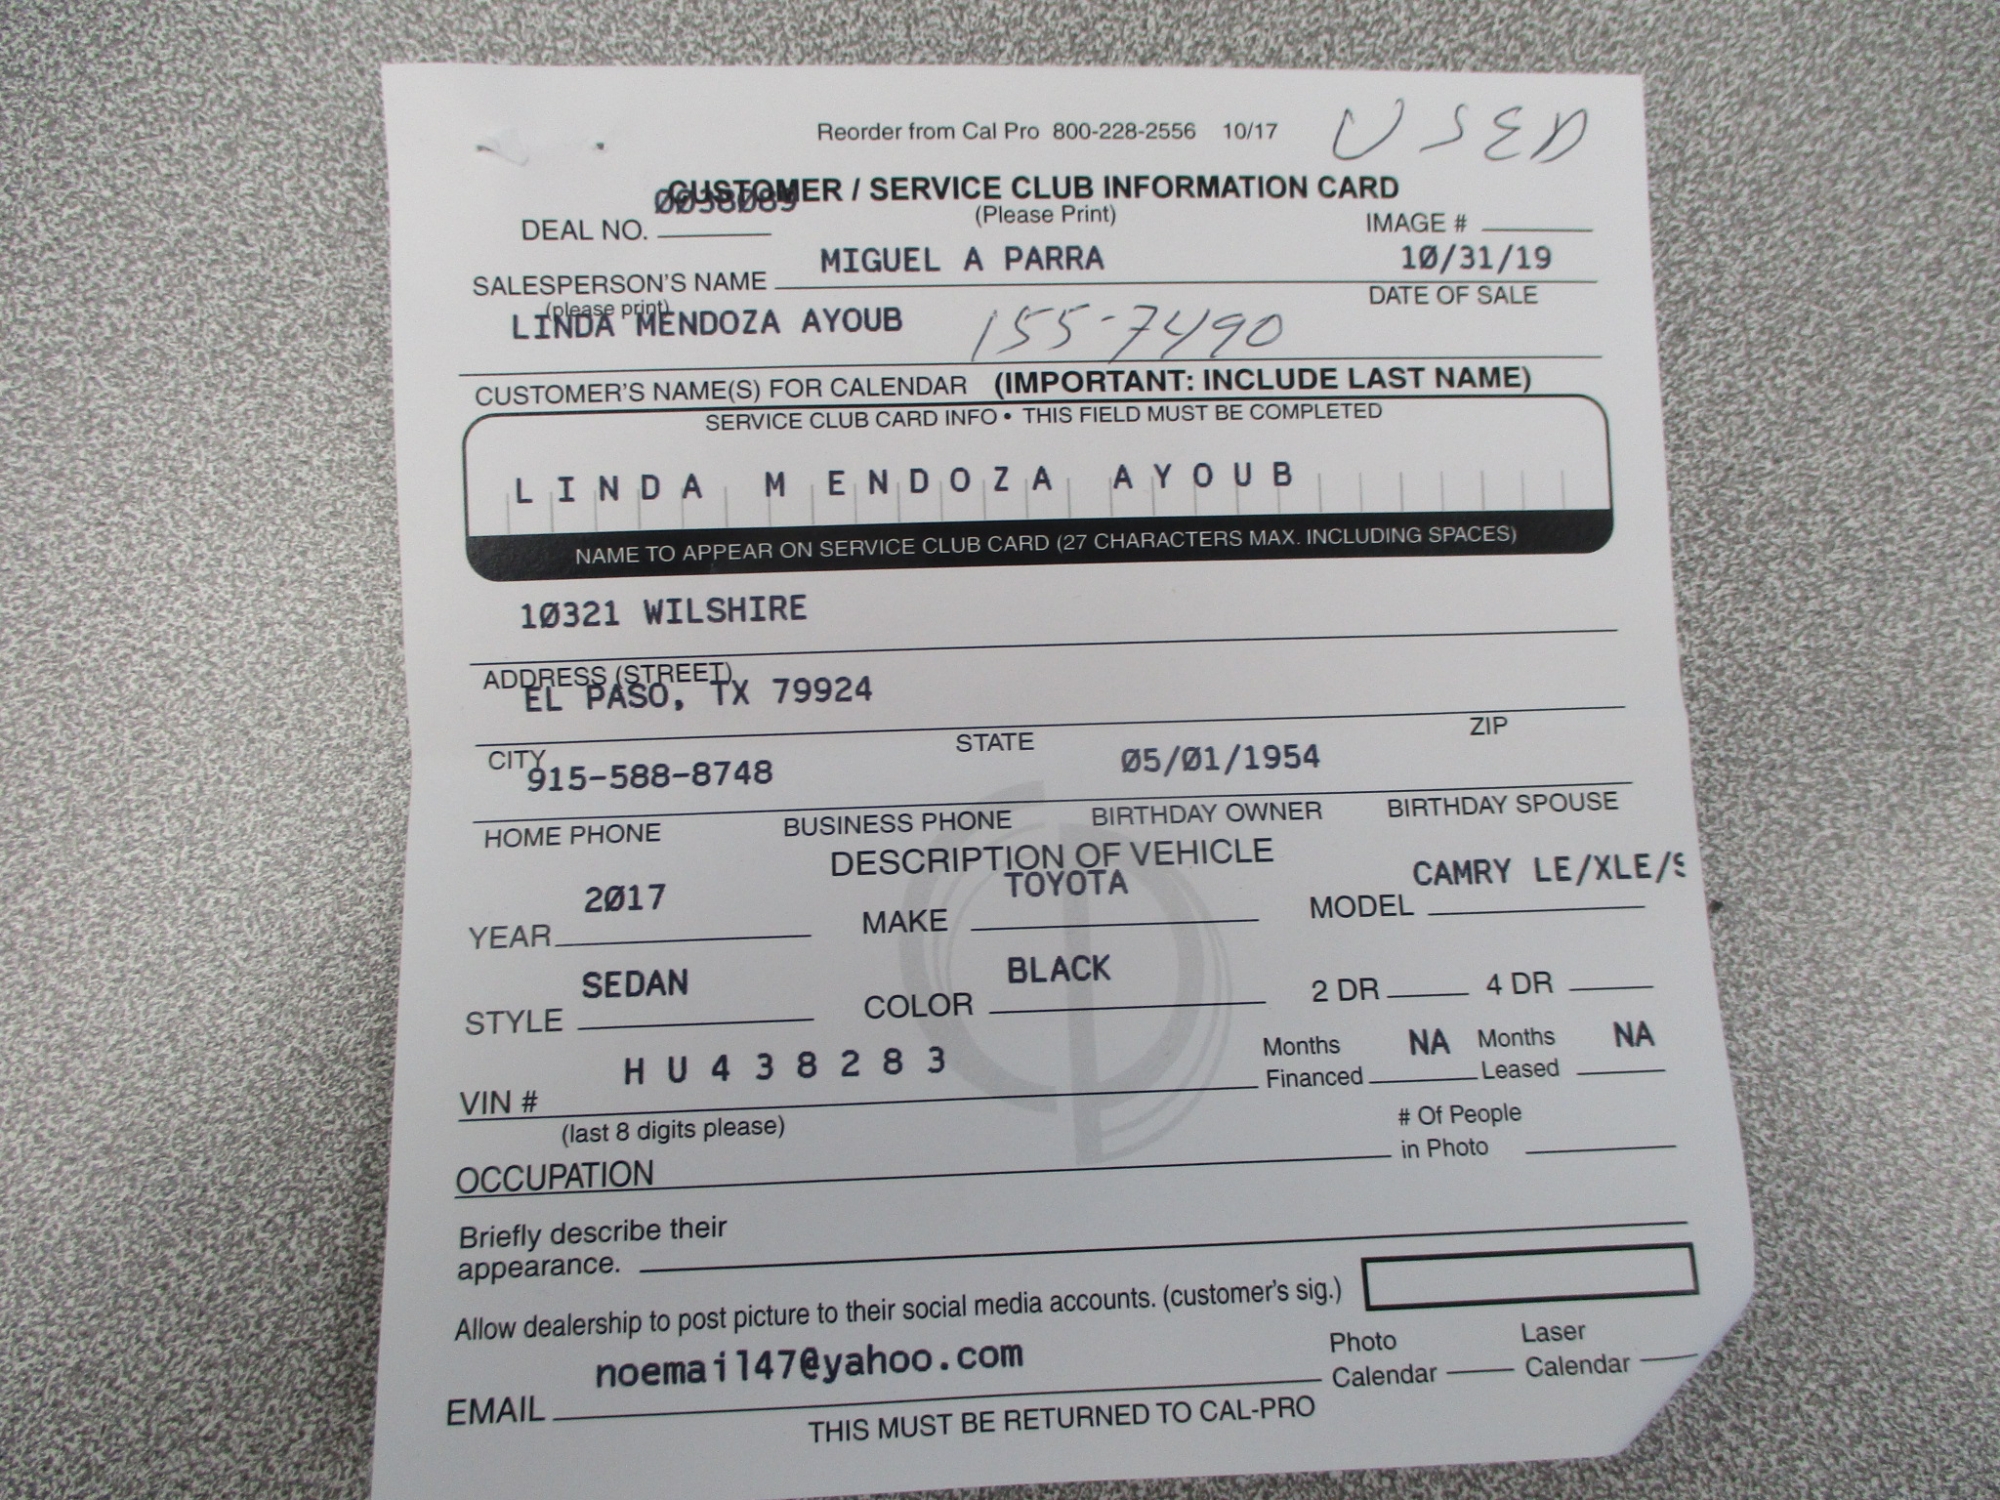 Reorder from Cal Pro 800-228-2556 10/17 USED
CUSTOMER / SERVICE CLUB INFORMATION CARD
(Please Print)
DEAL NO. 0038089 IMAGE #
SALESPERSON'S NAME MIGUEL A PARRA 10/31/19
(please print) DATE OF SALE
LINDA MENDOZA AYOUB 155-7490
CUSTOMER'S NAME(S) FOR CALENDAR (IMPORTANT: INCLUDE LAST NAME)
SERVICE CLUB CARD INFO • THIS FIELD MUST BE COMPLETED
LINDA MENDOZA AYOUB
NAME TO APPEAR ON SERVICE CLUB CARD (27 CHARACTERS MAX. INCLUDING SPACES)
10321 WILSHIRE
ADDRESS (STREET)
EL PASO, TX 79924
CITY STATE ZIP
915-588-8748 05/01/1954
HOME PHONE BUSINESS PHONE BIRTHDAY OWNER BIRTHDAY SPOUSE
DESCRIPTION OF VEHICLE
YEAR 2017 MAKE TOYOTA MODEL CAMRY LE/XLE/S
STYLE SEDAN COLOR BLACK 2 DR 4 DR
VIN # HU438283 Months Financed NA Months Leased NA
(last 8 digits please)
OCCUPATION # Of People in Photo
Briefly describe their
appearance.
Allow dealership to post picture to their social media accounts. (customer's sig.)
EMAIL noemail47@yahoo.com Photo Calendar Laser Calendar
THIS MUST BE RETURNED TO CAL-PRO